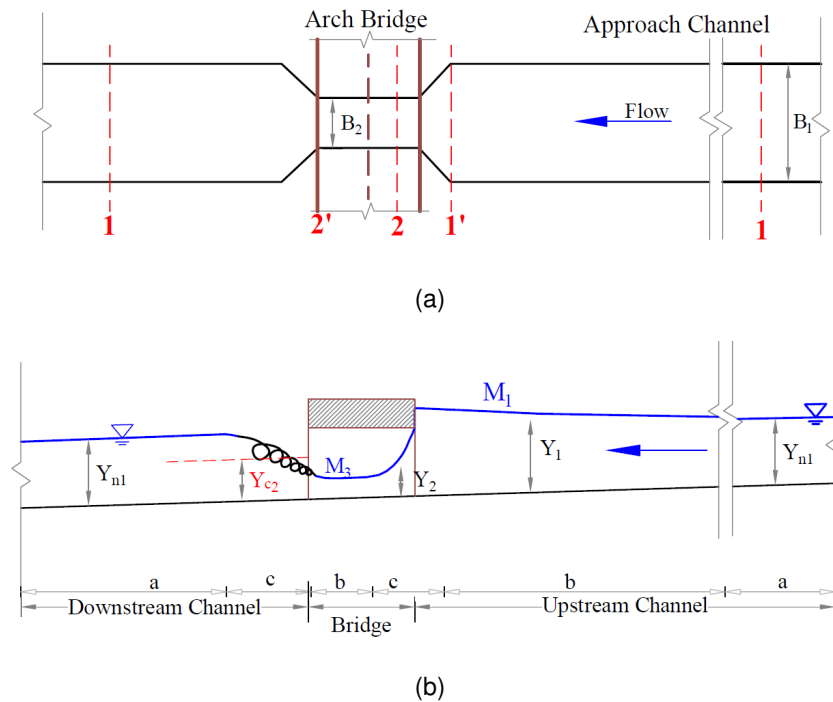 Arch Bridge
Approach Channel
B2
Flow
B1
1
2'
2
1'
1
(a)
M1
Yn1
Yc2
M3
Y2
Y1
Yn1
a
c
b
c
b
a
Downstream Channel
Bridge
Upstream Channel
(b)